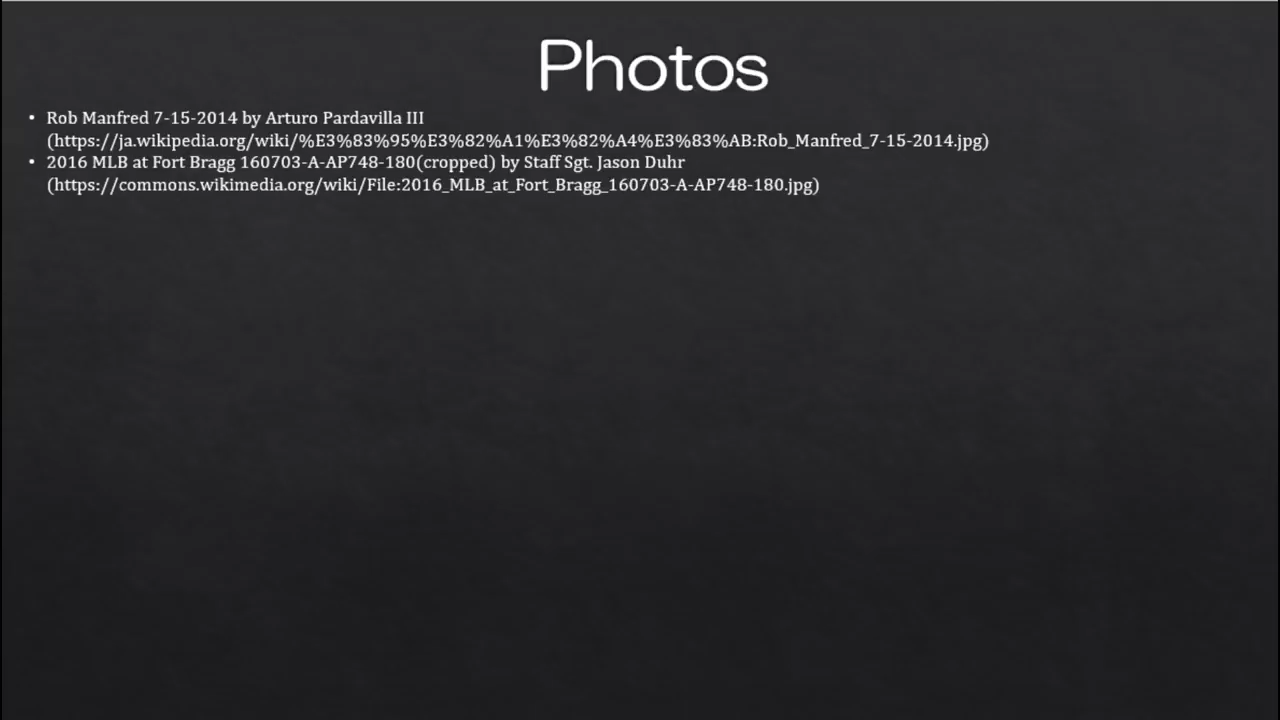 Photos
• Rob Manfred 7-15-2014 by Arturo Pardavilla III
(https://ja.wikipedia.org/wiki/%E3%83%95%E3%82%A1%E3%82%A4%E3%83%AB:Rob_Manfred_7-15-2014.jpg)
• 2016 MLB at Fort Bragg 160703-A-AP748-180(cropped) by Staff Sgt. Jason Duhr
(https://commons.wikimedia.org/wiki/File:2016_MLB_at_Fort_Bragg_160703-A-AP748-180.jpg)